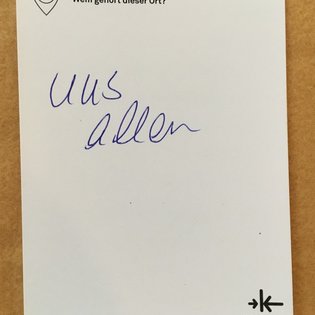 Wem gehört dieser Ort?
uns
allen